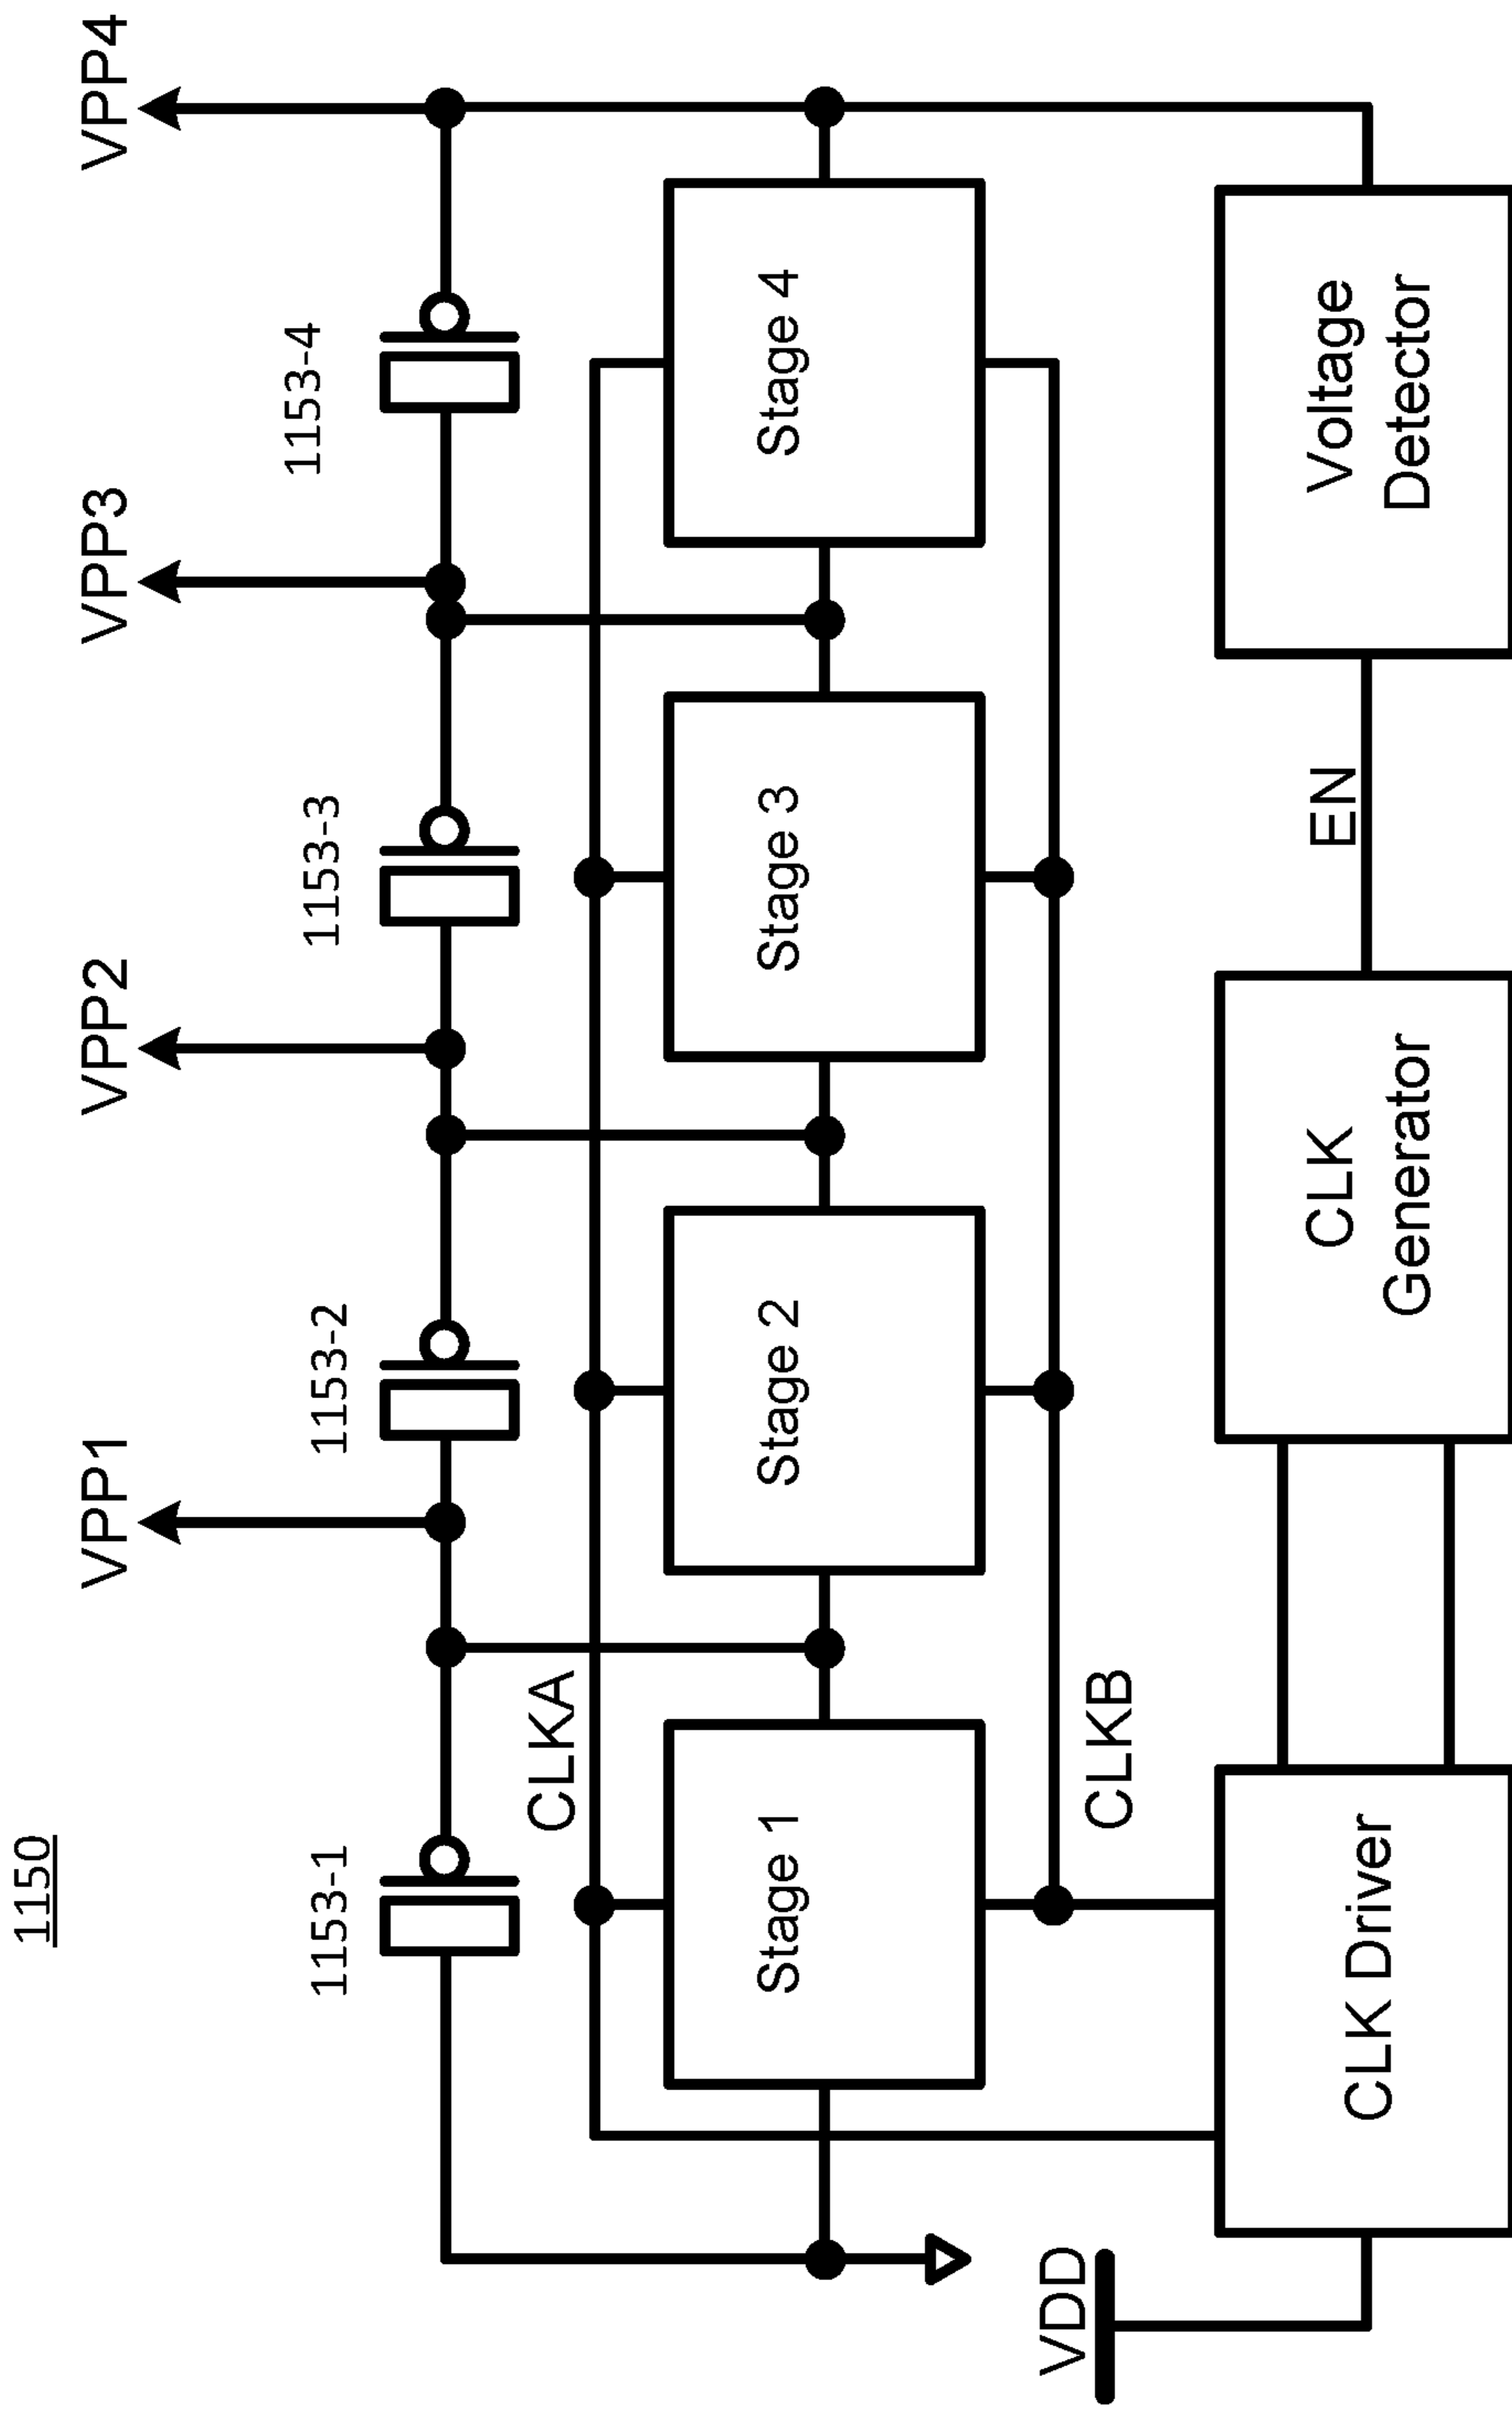 1150
VPP1
VPP2
VPP3
VPP4
1153-1
1153-2
1153-3
1153-4
CLKA
Stage 1
Stage 2
Stage 3
Stage 4
CLKB
VDD
CLK Driver
CLK
Generator
EN
Voltage
Detector